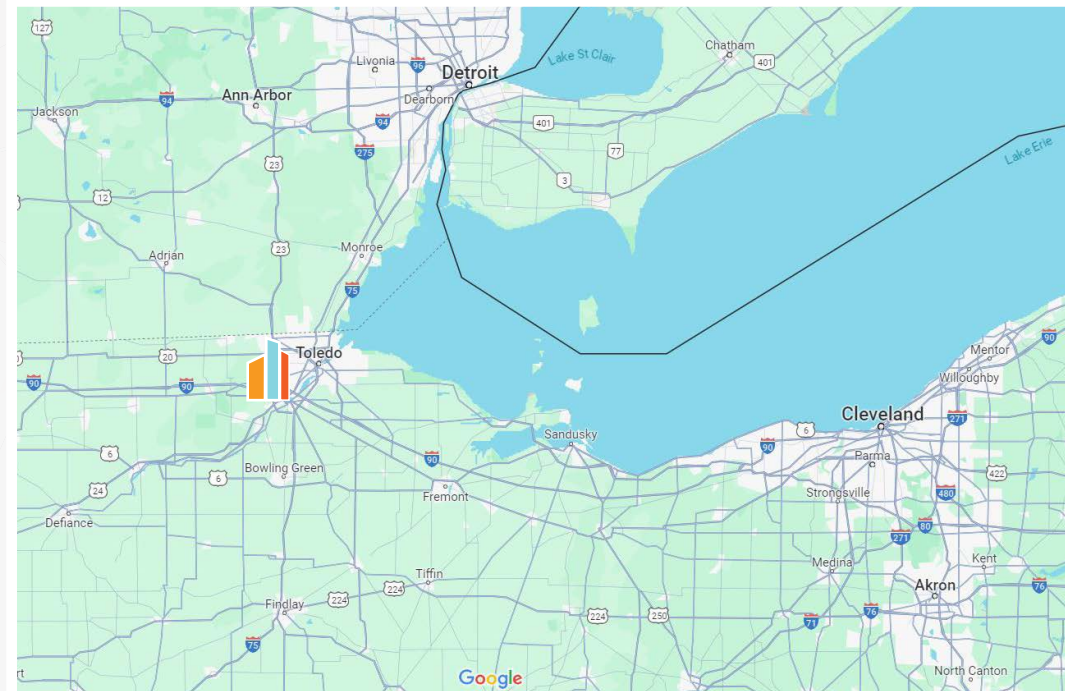 127
Livonia
96
Detroit
Lake St Clair
Chatham
401
Jackson
94
Ann Arbor
Dearborn
94
401
275
77
Lake Erie
23
3
12
Adrian
23
Monroe
75
20
Toledo
90
90
90
Mentor
Willoughby
Cleveland
271
6
Sandusky
90
6
Bowling Green
6
90
Parma
422
24
Fremont
Strongsville
480
Defiance
80
271
Tiffin
224
Medina
Kent
Akron
76
Findlay
224
224
250
76
71
75
Google
North Canton